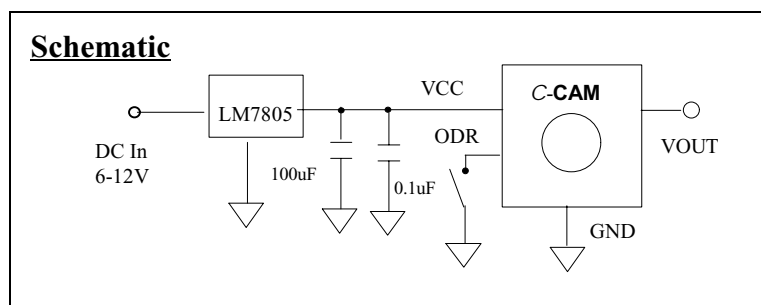 Schematic
LM7805
VCC
C-CAM
DC In
6-12V
ODR
VOUT
100uF
0.1uF
GND